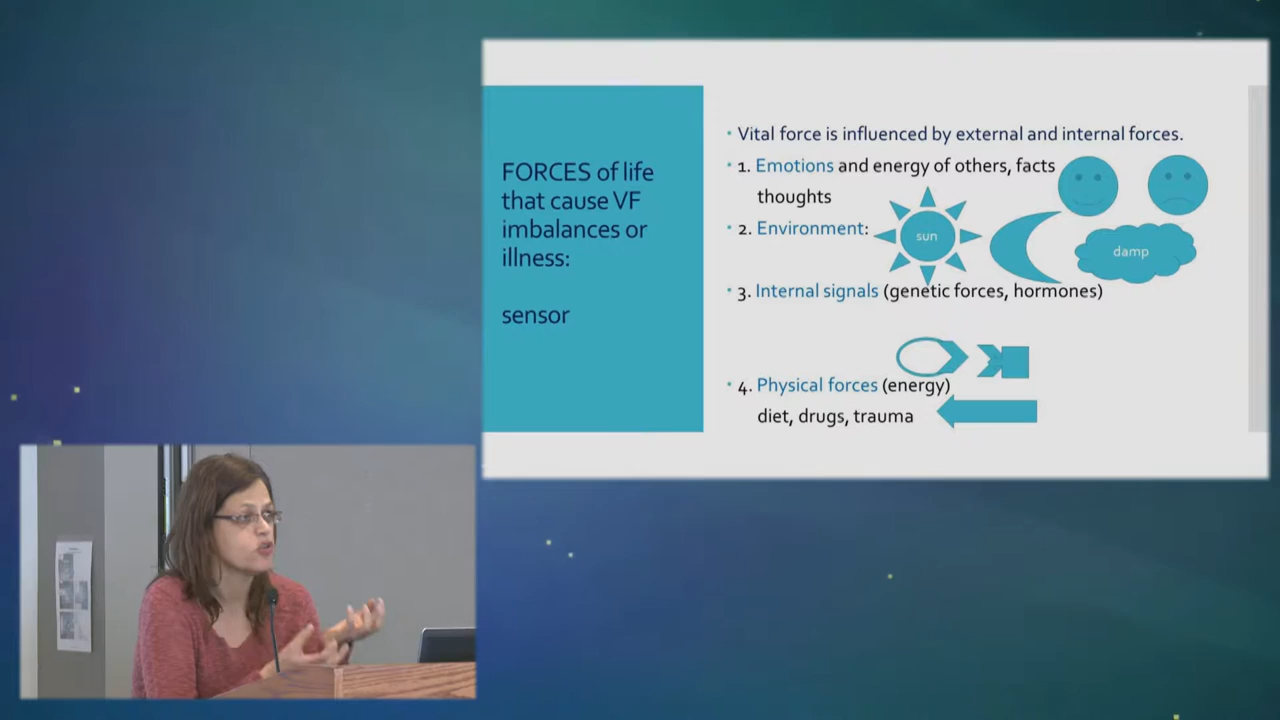 FORCES of life
that cause VF
imbalances or
illness:
sensor
• Vital force is influenced by external and internal forces.
• 1. Emotions and energy of others, facts
thoughts
• 2. Environment:
sun
damp
• 3. Internal signals (genetic forces, hormones)
• 4. Physical forces (energy)
diet, drugs, trauma